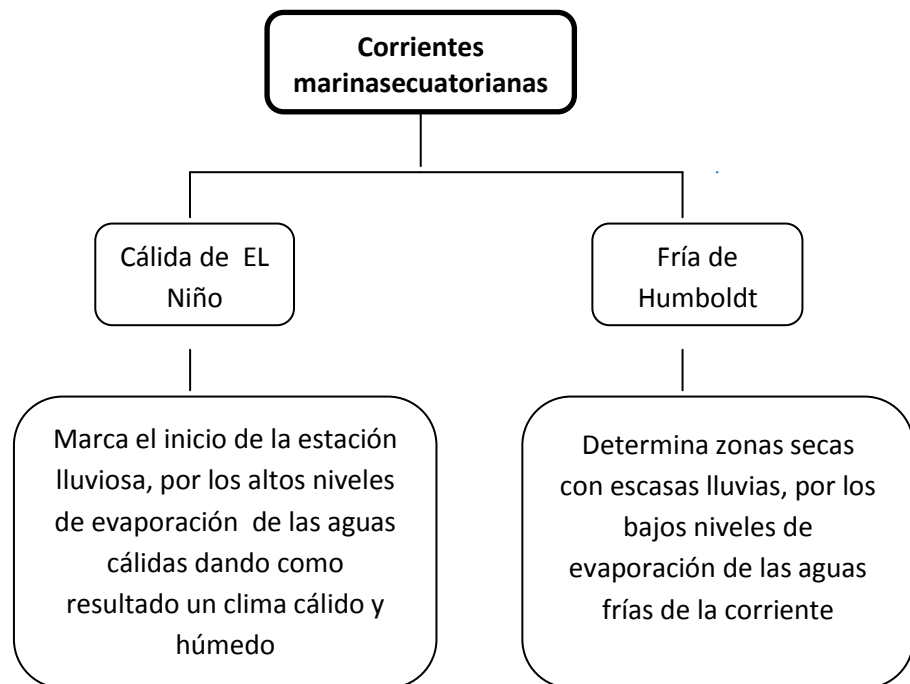 Corrientes
marinasecuatorianas
Cálida de EL
Niño
Fría de
Humboldt
Marca el inicio de la estación
lluviosa, por los altos niveles
de evaporación de las aguas
cálidas dando como
resultado un clima cálido y
húmedo
Determina zonas secas
con escasas lluvias, por los
bajos niveles de
evaporación de las aguas
frías de la corriente